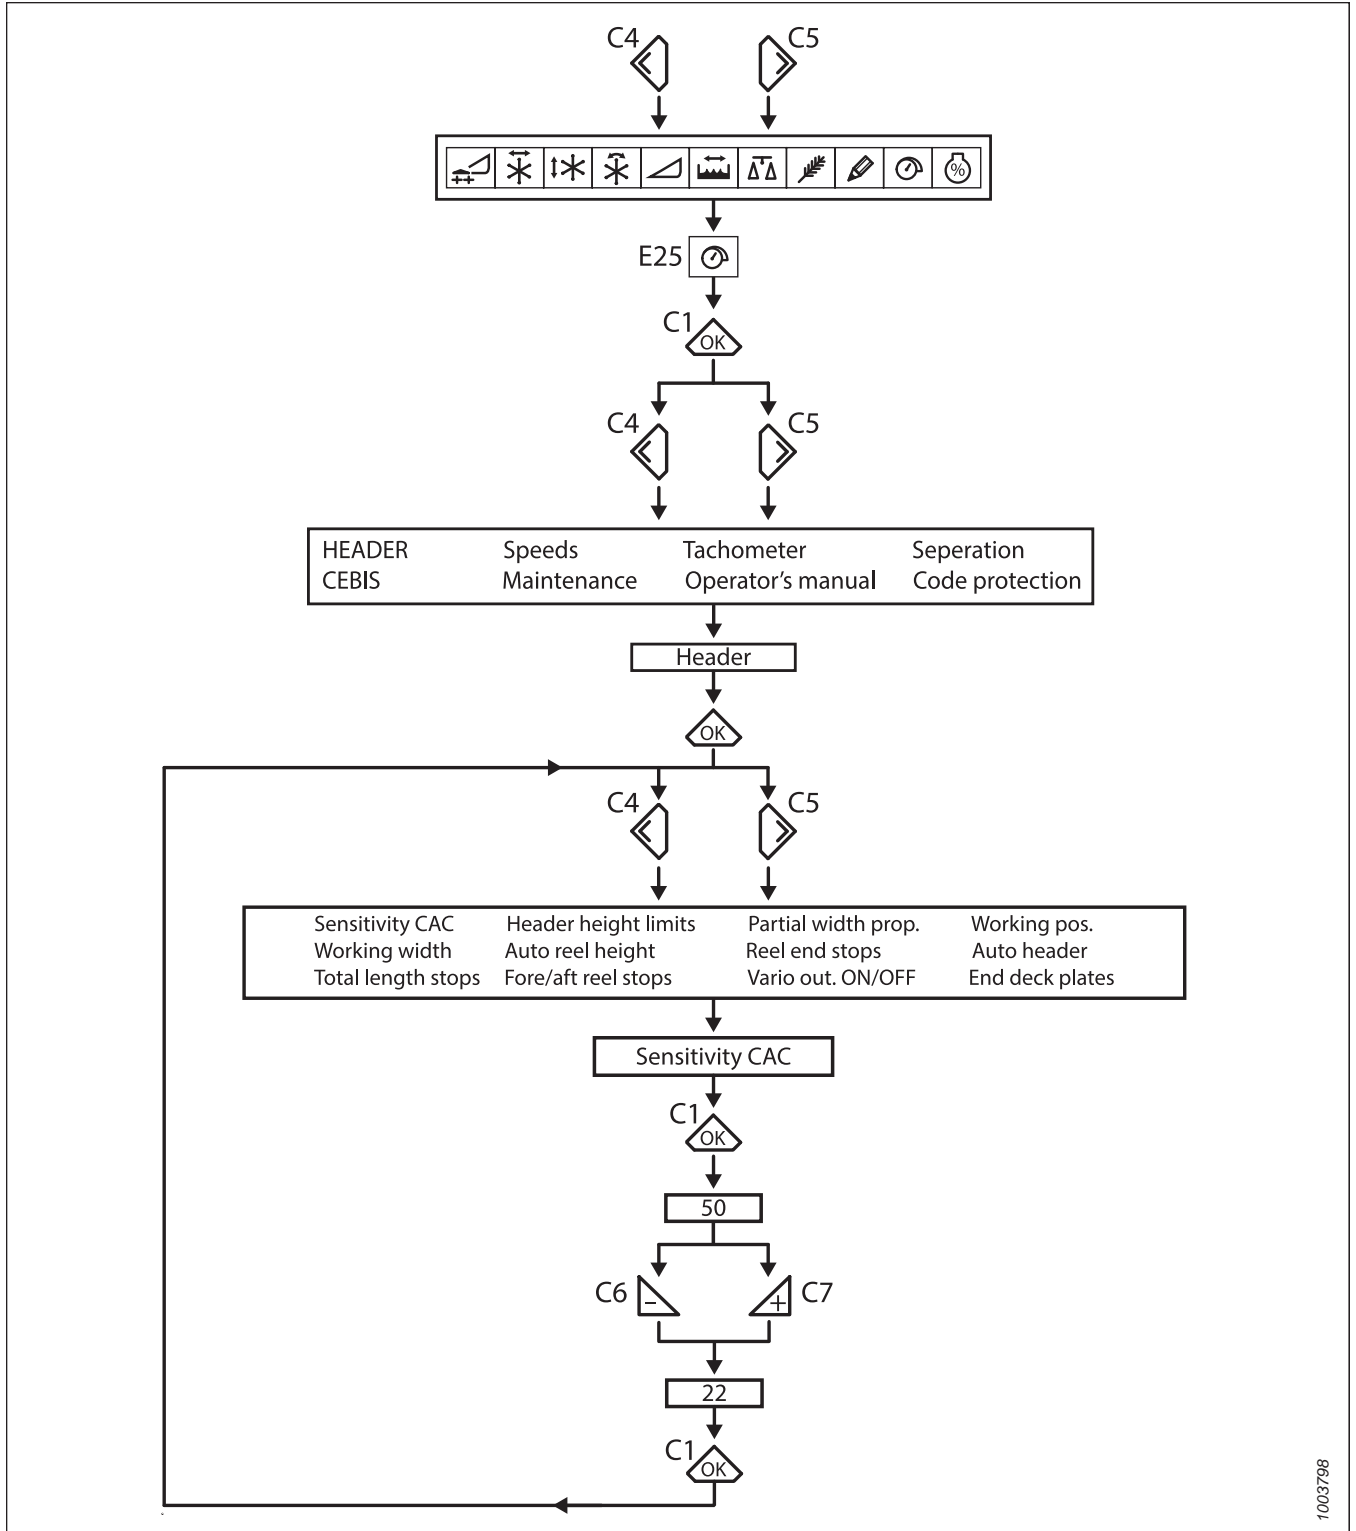 C4 C5
%
E25
C1
OK
C4 C5
HEADER Speeds Tachometer Seperation
CEBIS Maintenance Operator's manual Code protection
Header
OK
C4 C5
Sensitivity CAC Header height limits Partial width prop. Working pos.
Working width Auto reel height Reel end stops Auto header
Total length stops Fore/aft reel stops Vario out. ON/OFF End deck plates
Sensitivity CAC
C1
OK
50
C6 - + C7
22
C1
OK
1003798